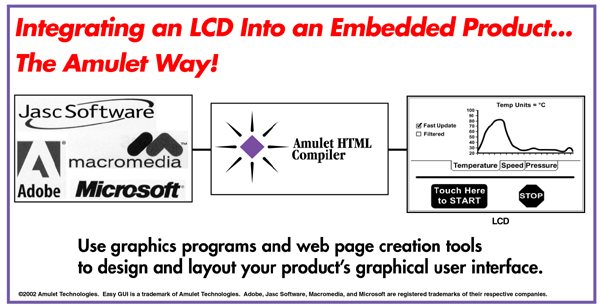 Integrating an LCD Into an Embedded Product...
The Amulet Way!
Jasc Software
macromedia™
Adobe
Microsoft®
Amulet HTML
Compiler
Temp Units = °C
Fast Update
Filtered
100
90
80
70
60
50
40
30
20
Temperature Speed Pressure
Touch Here
to START
STOP
LCD
Use graphics programs and web page creation tools
to design and layout your product's graphical user interface.
©2002 Amulet Technologies. Easy GUI is a trademark of Amulet Technologies. Adobe, Jasc Software, Macromedia, and Microsoft are registered trademarks of their respective companies.